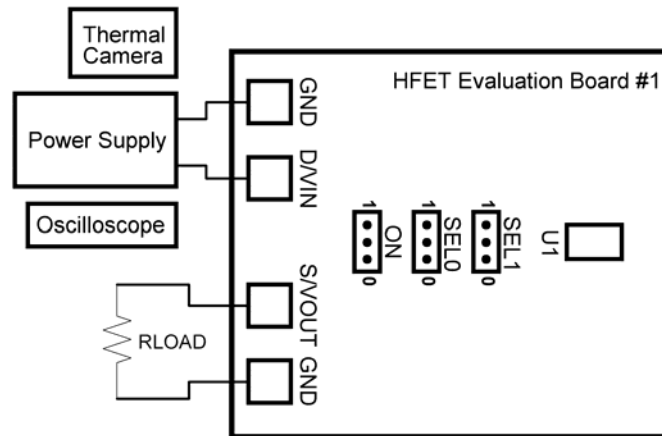 Thermal
Camera
Power Supply
Oscilloscope
RLOAD
GND
D/VIN
S/VOUT
GND
HFET Evaluation Board #1
1
ON
0
1
SEL0
0
1
SEL1
0
U1